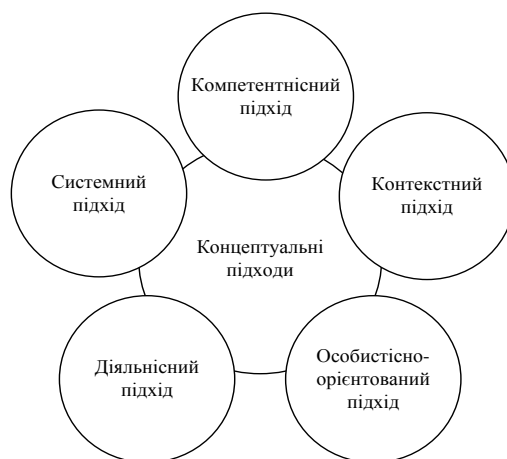 Компетентнісний
підхід
Системний
підхід
Контекстний
підхід
Концептуальні
підходи
Діяльнісний
підхід
Особистісно-
орієнтований
підхід